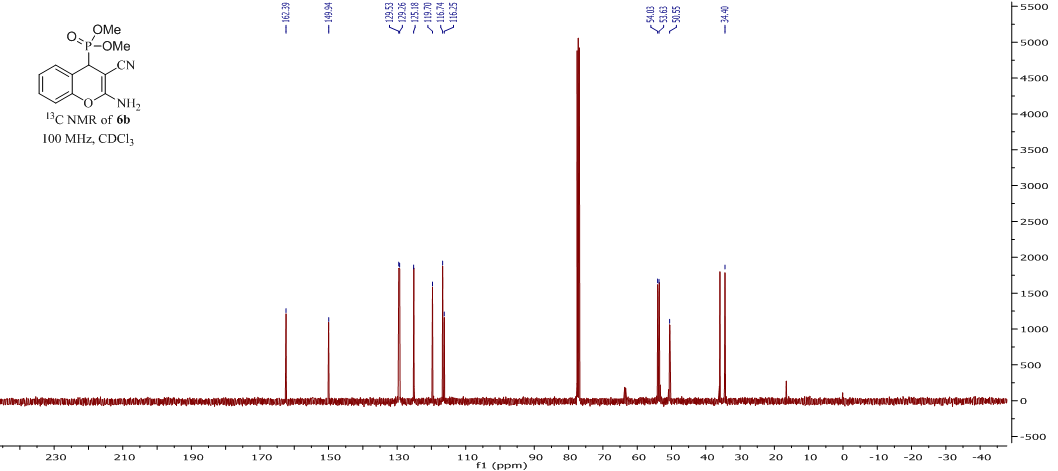 162.39
149.94
129.53
129.26
125.18
119.70
116.74
116.25
54.03
53.63
50.55
34.40
O
P
OMe
OMe
CN
O
NH₂
¹³C NMR of 6b
100 MHz, CDCl₃
5500
5000
4500
4000
3500
3000
2500
2000
1500
1000
500
0
-500
230 210 190 170 150 130 110 90 80 70 60 50 40 30 20 10 0 -10 -20 -30 -40
f1 (ppm)